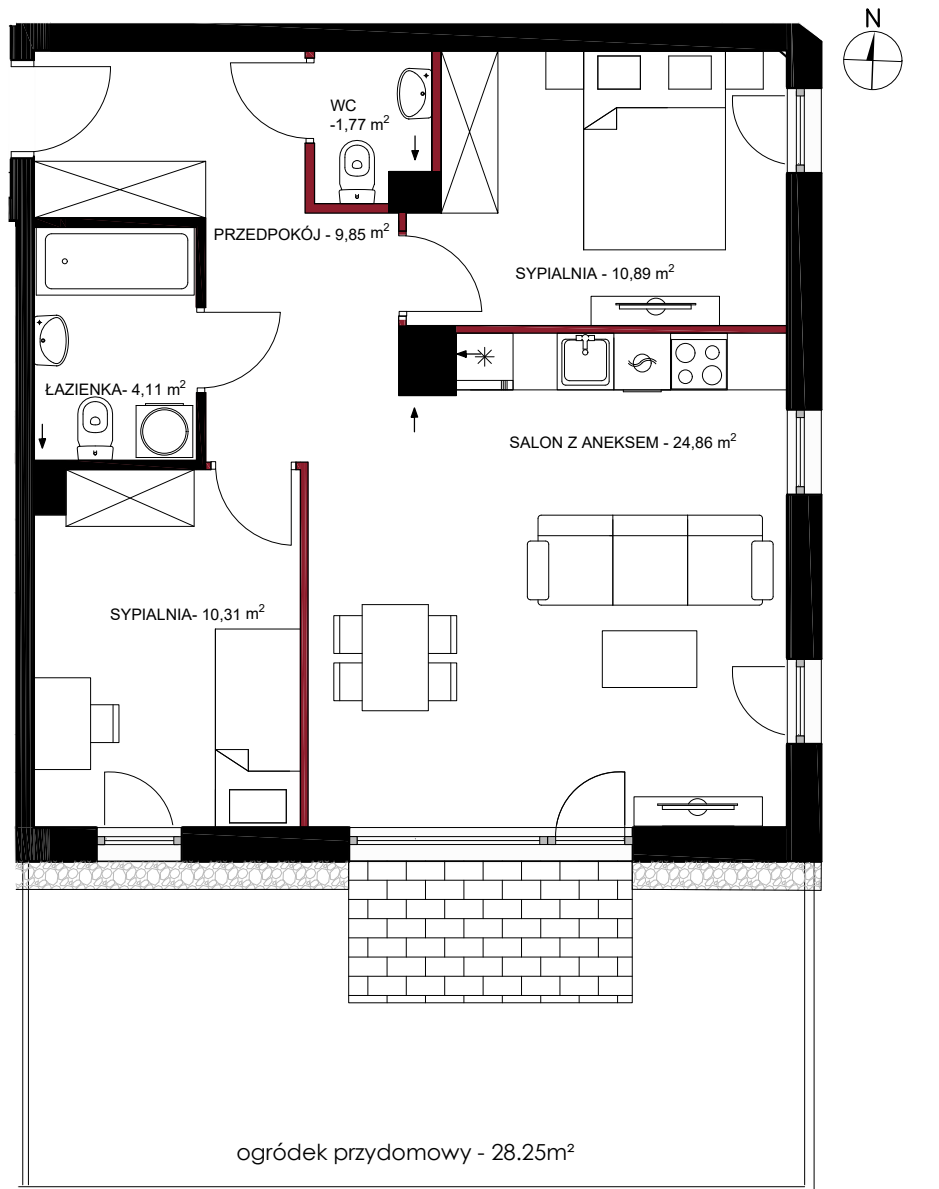 N
WC
-1,77 m²
PRZEDPOKÓJ - 9,85 m²
SYPIALNIA - 10,89 m²
ŁAZIENKA- 4,11 m²
SALON Z ANEKSEM - 24,86 m²
SYPIALNIA- 10,31 m²
ogródek przydomowy - 28.25m²